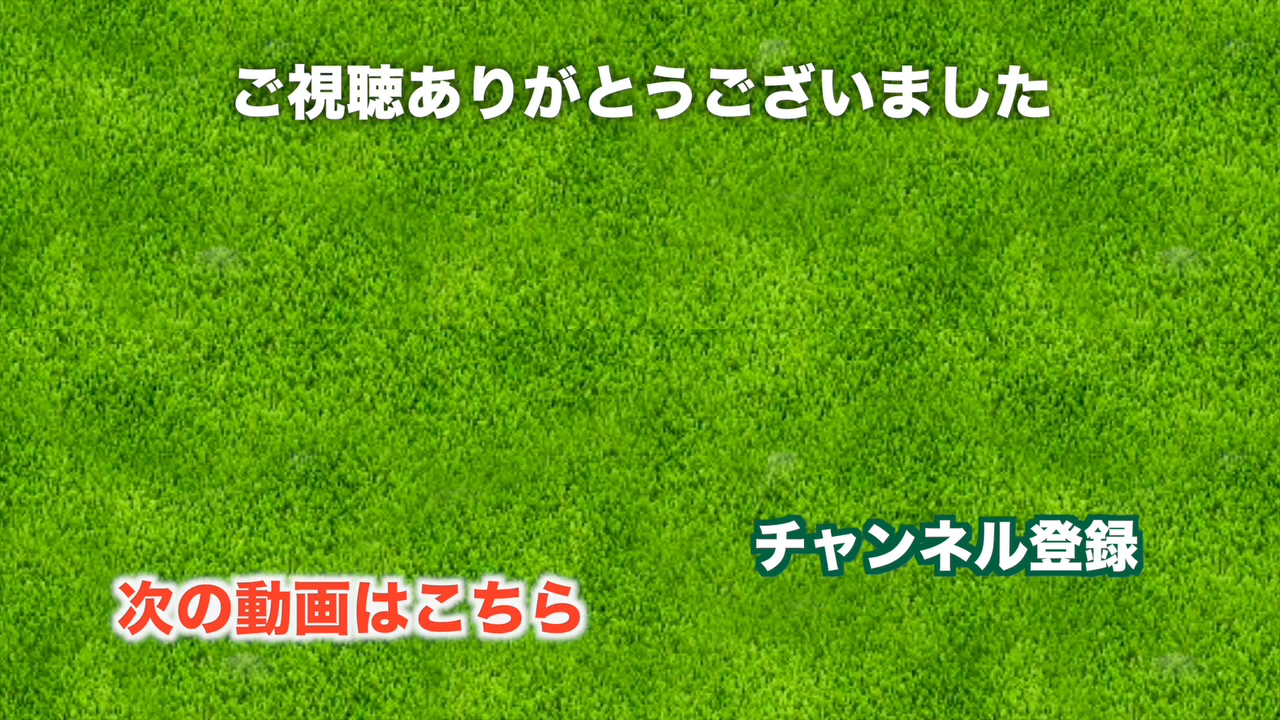 ご視聴ありがとうございました
チャンネル登録
次の動画はこちら